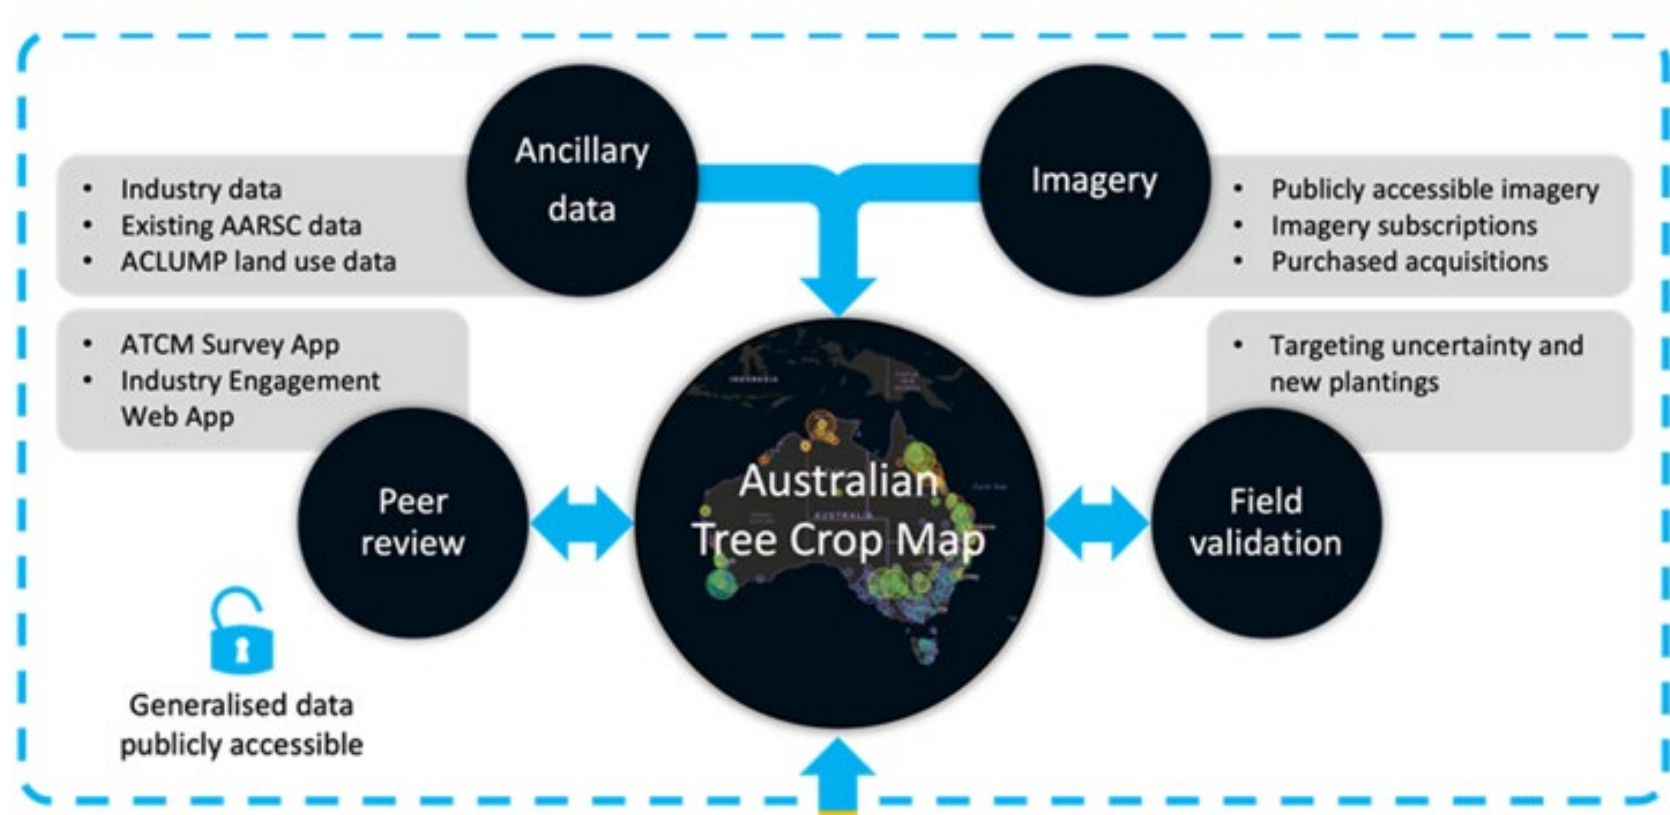 Ancillary
data
• Industry data
• Existing AARSC data
• ACLUMP land use data
Imagery
• Publicly accessible imagery
• Imagery subscriptions
• Purchased acquisitions
• ATCM Survey App
• Industry Engagement
Web App
Peer
review
• Targeting uncertainty and
new plantings
Field
validation
INDONESIA
AUSTRALIA
Australian
Tree Crop Map
Generalised data
publicly accessible